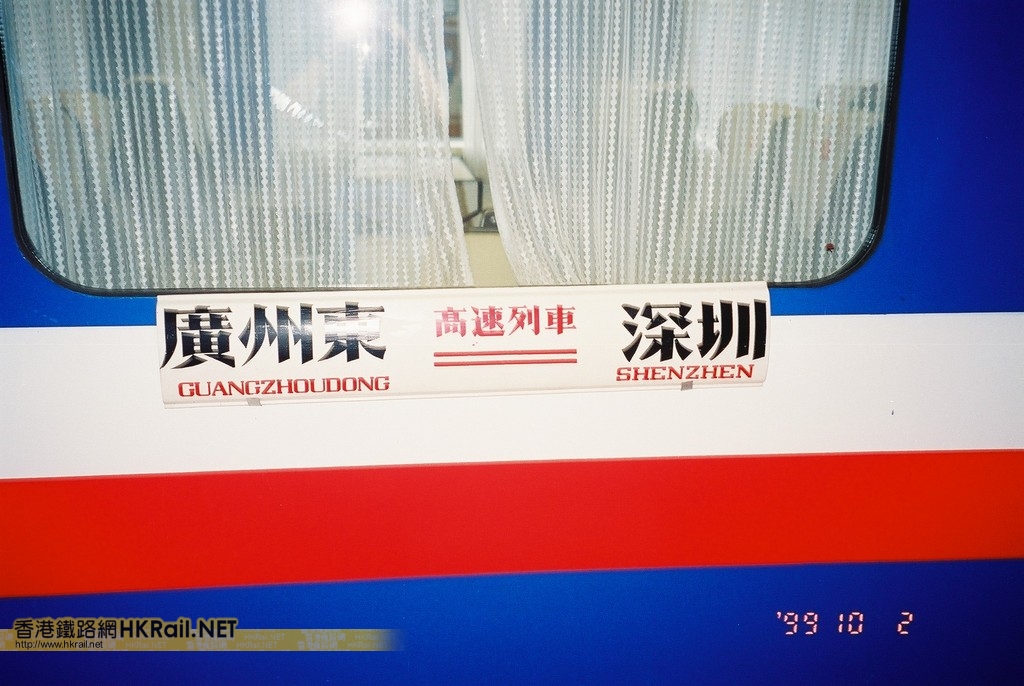 廣州東 高速列車 深圳
GUANGZHOUDONG SHENZHEN
香港鐵路網HKRail.NET
http://www.hkrail.net
'99 10 2